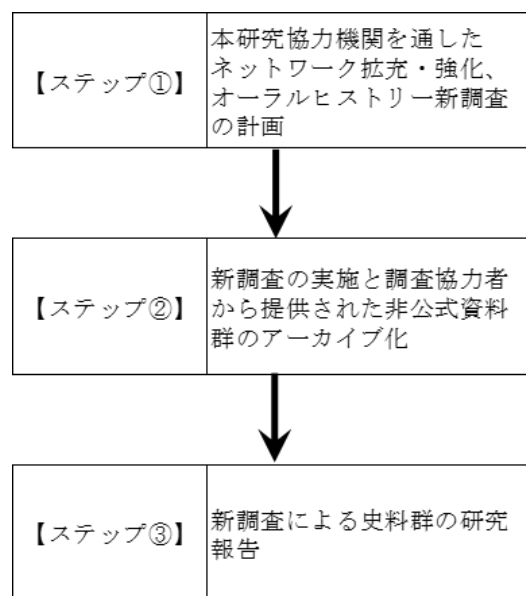 本研究協力機関を通した
ネットワーク拡充・強化、
【ステップ①】
オーラルヒストリー新調査
の計画
新調査の実施と調査協力者
【ステップ②】
から提供された非公式資料
群のアーカイブ化
【ステップ③】
新調査による史料群の研究
報告